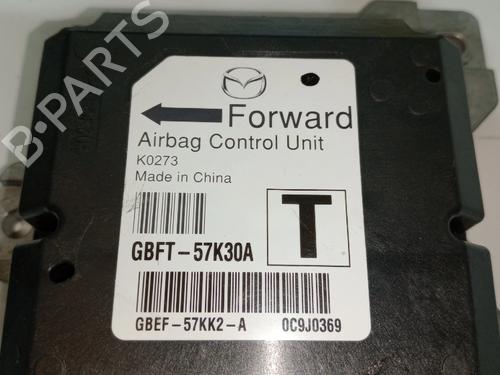 B-PARTS
Forward
Airbag Control Unit
K0273
Made in China
T
GBFT-57K30A
GBEF-57KK2-A 0C9J0369